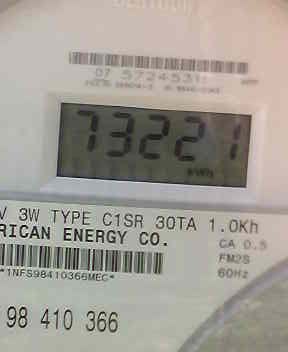 07 5724531
73221
kWh
V 3W TYPE C1SR 30TA 1.0Kh
RICAN ENERGY CO.
CA 0.5
FM2S
60Hz
*1NFS98410366MEC*
98 410 366